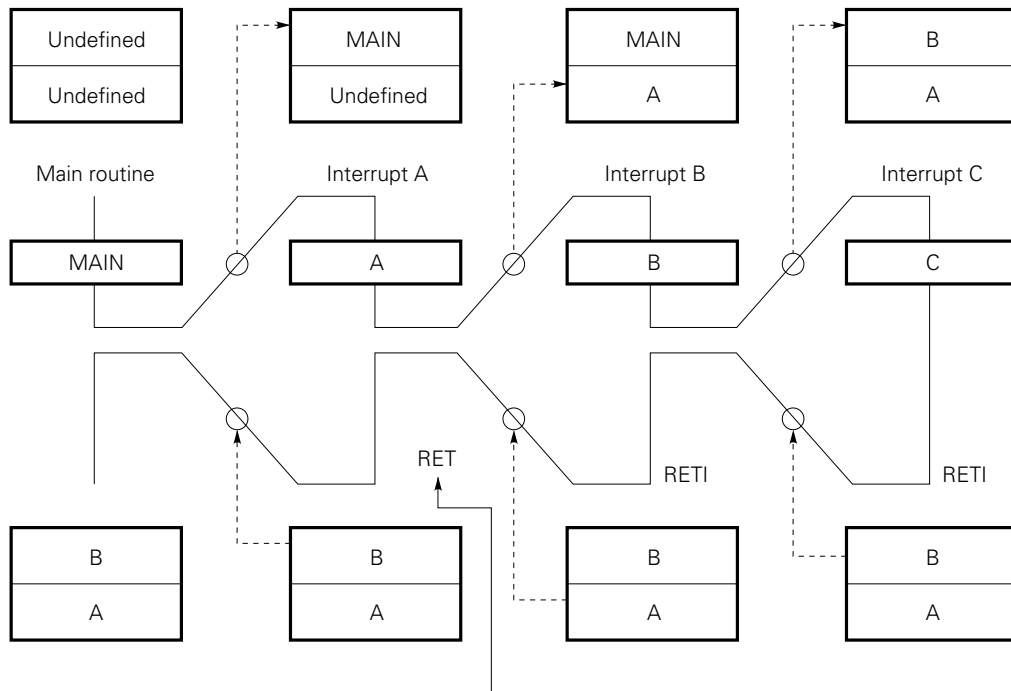 Undefined MAIN MAIN B
Undefined Undefined A A
Main routine Interrupt A Interrupt B Interrupt C
MAIN A B C
RET RETI RETI
B B B B
A A A A